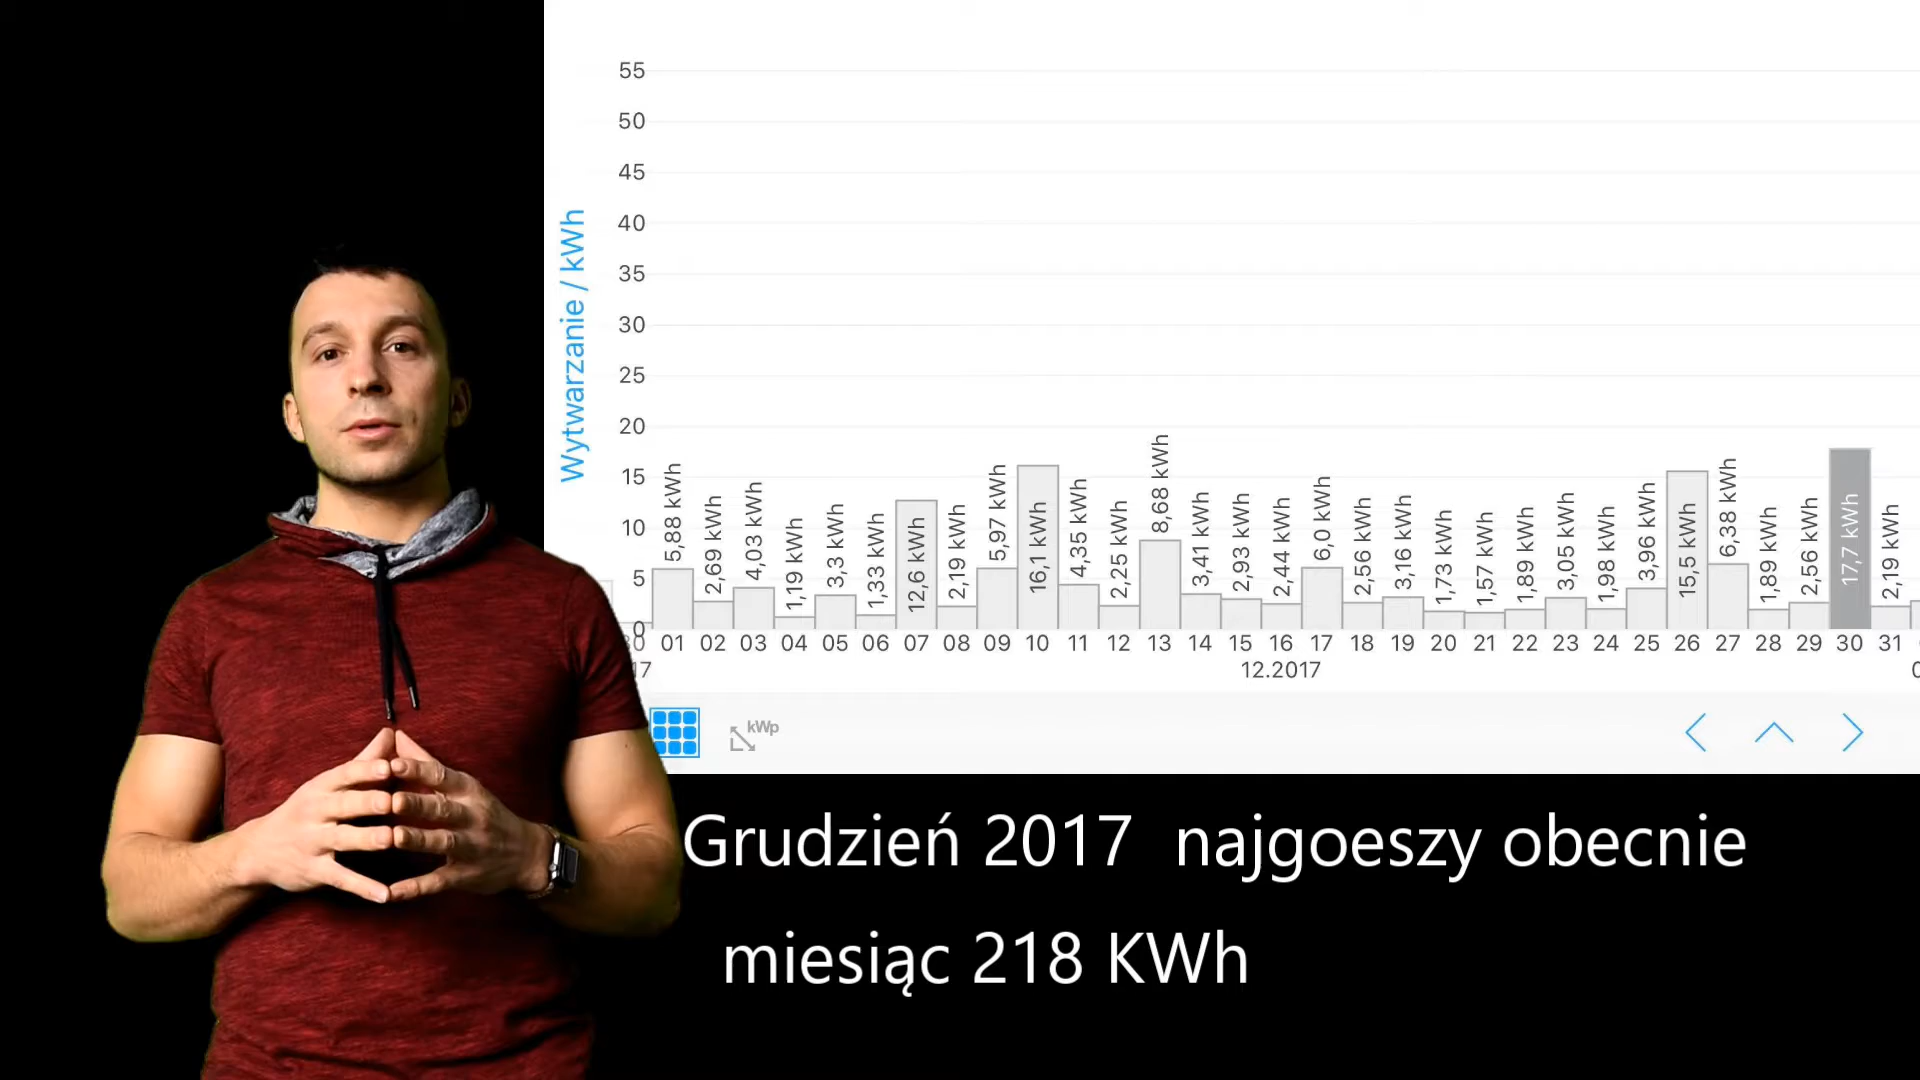 55
50
45
40
35
30
25
20
15
10
5
0
Wytwarzanie / kWh
5,88 kWh
2,69 kWh
4,03 kWh
1,19 kWh
3,3 kWh
1,33 kWh
12,6 kWh
2,19 kWh
5,97 kWh
16,1 kWh
4,35 kWh
2,25 kWh
8,68 kWh
3,41 kWh
2,93 kWh
2,44 kWh
6,0 kWh
2,56 kWh
3,16 kWh
1,73 kWh
1,57 kWh
1,89 kWh
3,05 kWh
1,98 kWh
3,96 kWh
15,5 kWh
6,38 kWh
1,89 kWh
2,56 kWh
17,7 kWh
2,19 kWh
01 02 03 04 05 06 07 08 09 10 11 12 13 14 15 16 17 18 19 20 21 22 23 24 25 26 27 28 29 30 31
12.2017
kWp
Grudzień 2017 najgoeszy obecnie
miesiąc 218 KWh